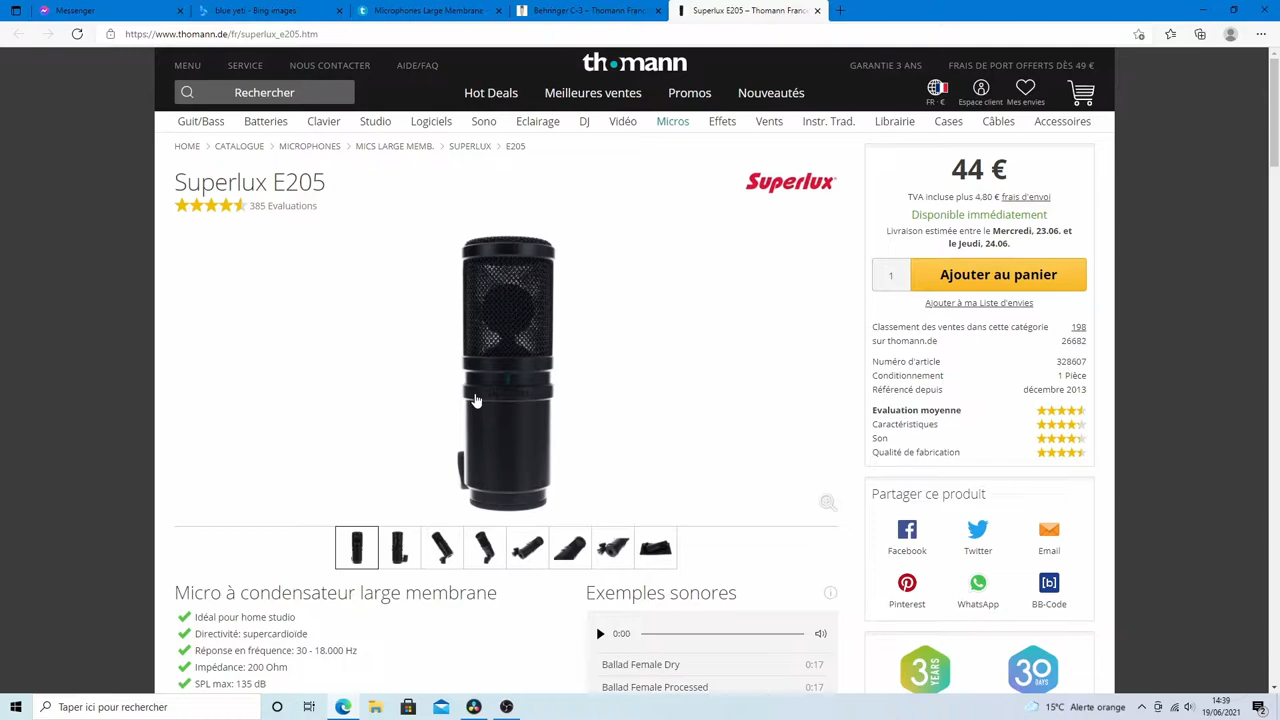 Messenger
blue yeti - Bing images
Microphones Large Membrane -
Behringer C-3 – Thomann Franc
Superlux E205 – Thomann France
https://www.thomann.de/fr/superlux_e205.htm
MENU SERVICE NOUS CONTACTER AIDE/FAQ
th•mann
GARANTIE 3 ANS FRAIS DE PORT OFFERTS DÈS 49 €
Rechercher
Hot Deals Meilleures ventes Promos Nouveautés
FR · € Espace client Mes envies
Guit/Bass Batteries Clavier Studio Logiciels Sono Eclairage DJ Vidéo Micros Effets Vents Instr. Trad. Librairie Cases Câbles Accessoires
HOME > CATALOGUE > MICROPHONES > MICS LARGE MEMB. > SUPERLUX > E205
Superlux E205
385 Evaluations
Superlux
44 €
TVA incluse plus 4,80 € frais d'envoi
Disponible immédiatement
Livraison estimée entre le Mercredi, 23.06. et
le Jeudi, 24.06.
1
Ajouter au panier
Ajouter à ma Liste d'envies
Classement des ventes dans cette catégorie 198
sur thomann.de 26682
Numéro d'article 328607
Conditionnement 1 Pièce
Référencé depuis décembre 2013
Evaluation moyenne
Caractéristiques
Son
Qualité de fabrication
Partager ce produit
Facebook Twitter Email
Pinterest WhatsApp BB-Code
[b]
3 YEARS
30 DAYS
Micro à condensateur large membrane
Idéal pour home studio
Directivité: supercardioïde
Réponse en fréquence: 30 - 18.000 Hz
Impédance: 200 Ohm
SPL max: 135 dB
Exemples sonores
0:00
Ballad Female Dry 0:17
Ballad Female Processed 0:17
Taper ici pour rechercher
15°C Alerte orange
14:39
19/06/2021
2